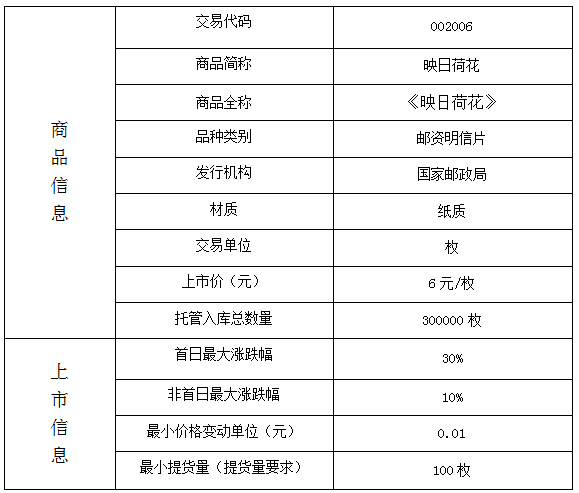 商品信息
交易代码 002006
商品简称 映日荷花
商品全称 《映日荷花》
品种类别 邮资明信片
发行机构 国家邮政局
材质 纸质
交易单位 枚
上市价（元） 6元/枚
托管入库总数量 300000枚
上市信息
首日最大涨跌幅 30%
非首日最大涨跌幅 10%
最小价格变动单位（元） 0.01
最小提货量（提货量要求） 100枚